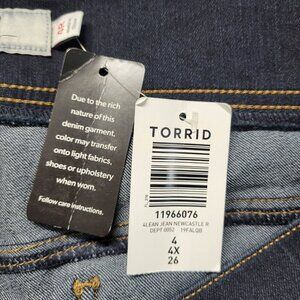 Due to the rich
nature of this
denim garment,
color may transfer
onto light fabrics,
shoes or upholstery
when worn.
Follow care instructions.
TORRID
11966076
4LEAN JEAN NEWCASTLE R
DEPT 0052 19FALQB
4
4X
26